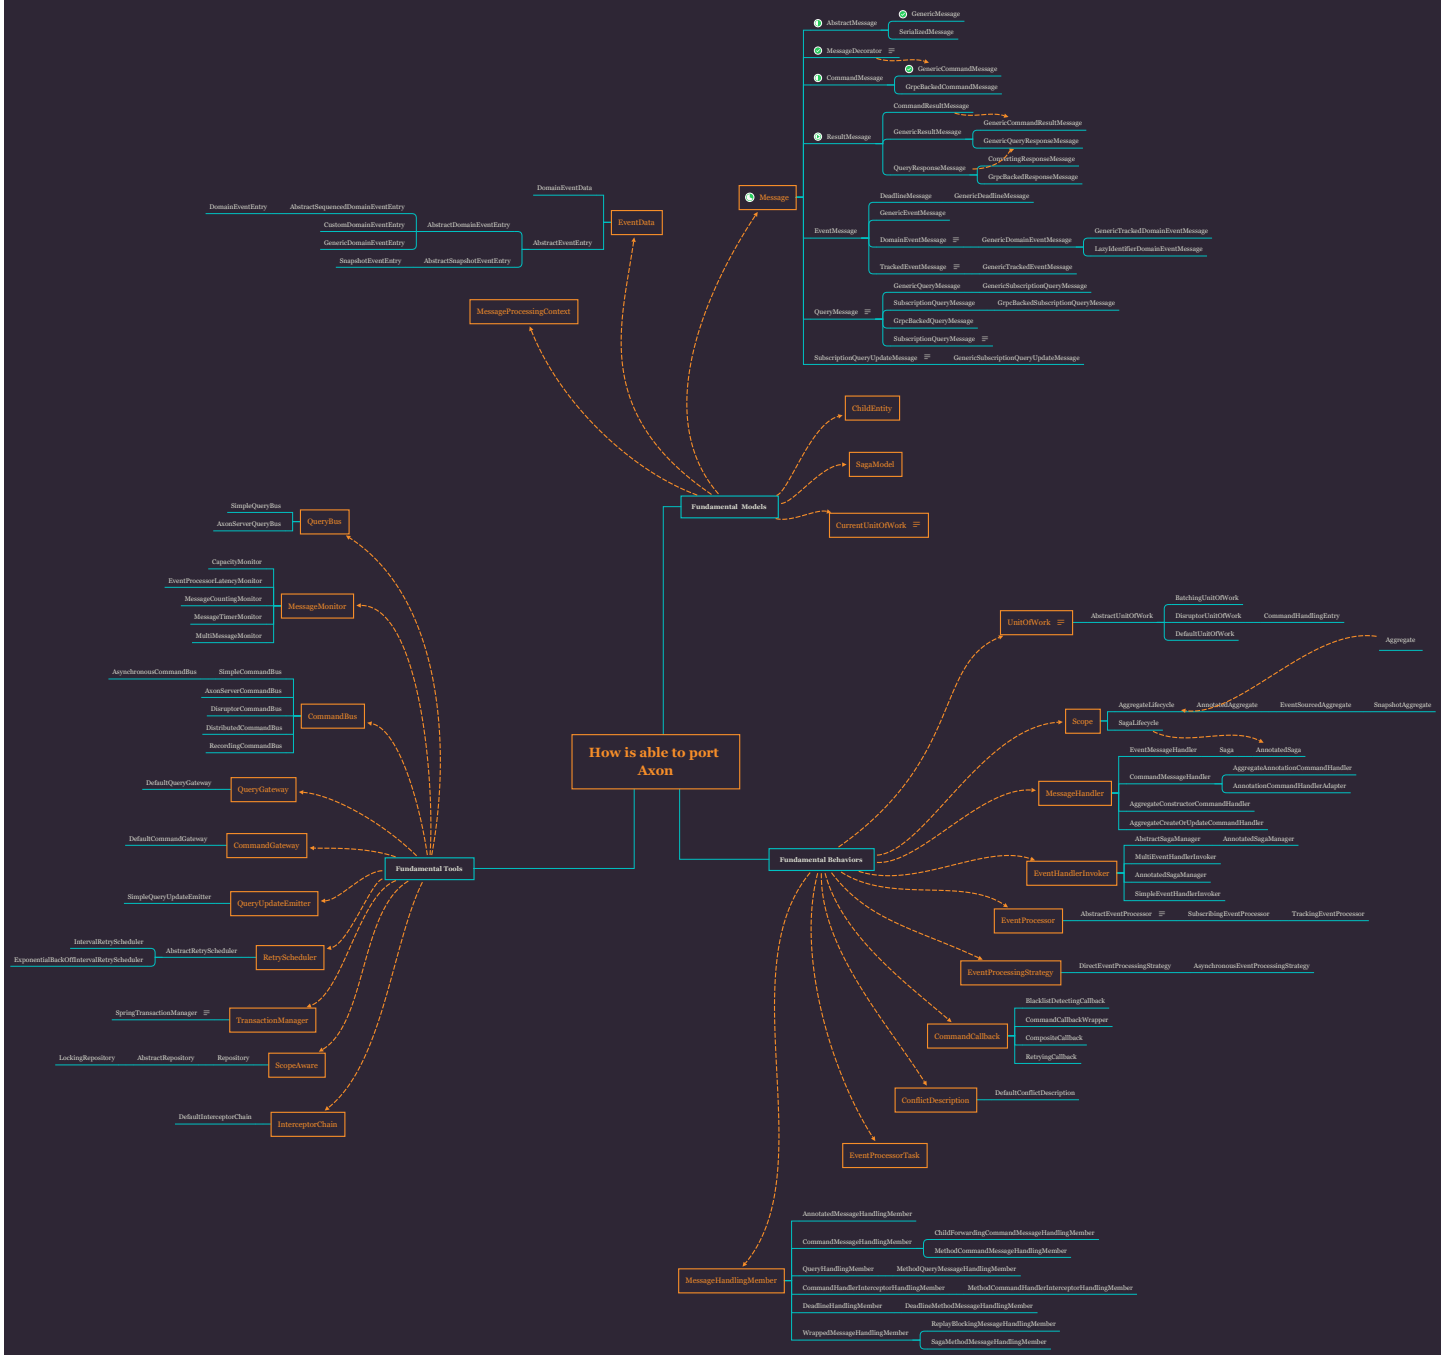 AbstractMessage
GenericMessage
SerializedMessage
MessageDecorator
CommandMessage
GenericCommandMessage
GrpcBackedCommandMessage
ResultMessage
CommandResultMessage
GenericResultMessage
GenericCommandResultMessage
GenericQueryResponseMessage
QueryResponseMessage
ConvertingResponseMessage
GrpcBackedResponseMessage
Message
EventMessage
DeadlineMessage GenericDeadlineMessage
GenericEventMessage
DomainEventMessage GenericDomainEventMessage
GenericTrackedDomainEventMessage
LazyIdentifierDomainEventMessage
TrackedEventMessage GenericTrackedEventMessage
QueryMessage
GenericQueryMessage GenericSubscriptionQueryMessage
SubscriptionQueryMessage GrpcBackedSubscriptionQueryMessage
GrpcBackedQueryMessage
SubscriptionQueryMessage
SubscriptionQueryUpdateMessage GenericSubscriptionQueryUpdateMessage
EventData
DomainEventData
AbstractEventEntry
AbstractDomainEventEntry
DomainEventEntry AbstractSequencedDomainEventEntry
CustomDomainEventEntry
GenericDomainEventEntry
SnapshotEventEntry AbstractSnapshotEventEntry
MessageProcessingContext
ChildEntity
SagaModel
CurrentUnitOfWork
Fundamental Models
QueryBus
SimpleQueryBus
AxonServerQueryBus
MessageMonitor
CapacityMonitor
EventProcessorLatencyMonitor
MessageCountingMonitor
MessageTimerMonitor
MultiMessageMonitor
CommandBus
AsynchronousCommandBus SimpleCommandBus
AxonServerCommandBus
DisruptorCommandBus
DistributedCommandBus
RecordingCommandBus
QueryGateway
DefaultQueryGateway
CommandGateway
DefaultCommandGateway
Fundamental Tools
QueryUpdateEmitter
SimpleQueryUpdateEmitter
RetryScheduler
AbstractRetryScheduler
IntervalRetryScheduler
ExponentialBackOffIntervalRetryScheduler
TransactionManager
SpringTransactionManager
ScopeAware
LockingRepository AbstractRepository Repository
InterceptorChain
DefaultInterceptorChain
How is able to port
Axon
UnitOfWork
AbstractUnitOfWork
BatchingUnitOfWork
DisruptorUnitOfWork CommandHandlingEntry
DefaultUnitOfWork
Aggregate
Scope
AggregateLifecycle AnnotatedAggregate EventSourcedAggregate SnapshotAggregate
SagaLifecycle
MessageHandler
EventMessageHandler Saga AnnotatedSaga
CommandMessageHandler
AggregateAnnotationCommandHandler
AnnotationCommandHandlerAdapter
AggregateConstructorCommandHandler
AggregateCreateOrUpdateCommandHandler
Fundamental Behaviors
EventHandlerInvoker
AbstractSagaManager AnnotatedSagaManager
MultiEventHandlerInvoker
AnnotatedSagaManager
SimpleEventHandlerInvoker
EventProcessor
AbstractEventProcessor SubscribingEventProcessor TrackingEventProcessor
EventProcessingStrategy
DirectEventProcessingStrategy AsynchronousEventProcessingStrategy
CommandCallback
BlacklistDetectingCallback
CommandCallbackWrapper
CompositeCallback
RetryingCallback
ConflictDescription
DefaultConflictDescription
EventProcessorTask
MessageHandlingMember
AnnotatedMessageHandlingMember
CommandMessageHandlingMember
ChildForwardingCommandMessageHandlingMember
MethodCommandMessageHandlingMember
QueryHandlingMember MethodQueryMessageHandlingMember
CommandHandlerInterceptorHandlingMember MethodCommandHandlerInterceptorHandlingMember
DeadlineHandlingMember DeadlineMethodMessageHandlingMember
WrappedMessageHandlingMember
ReplayBlockingMessageHandlingMember
SagaMethodMessageHandlingMember